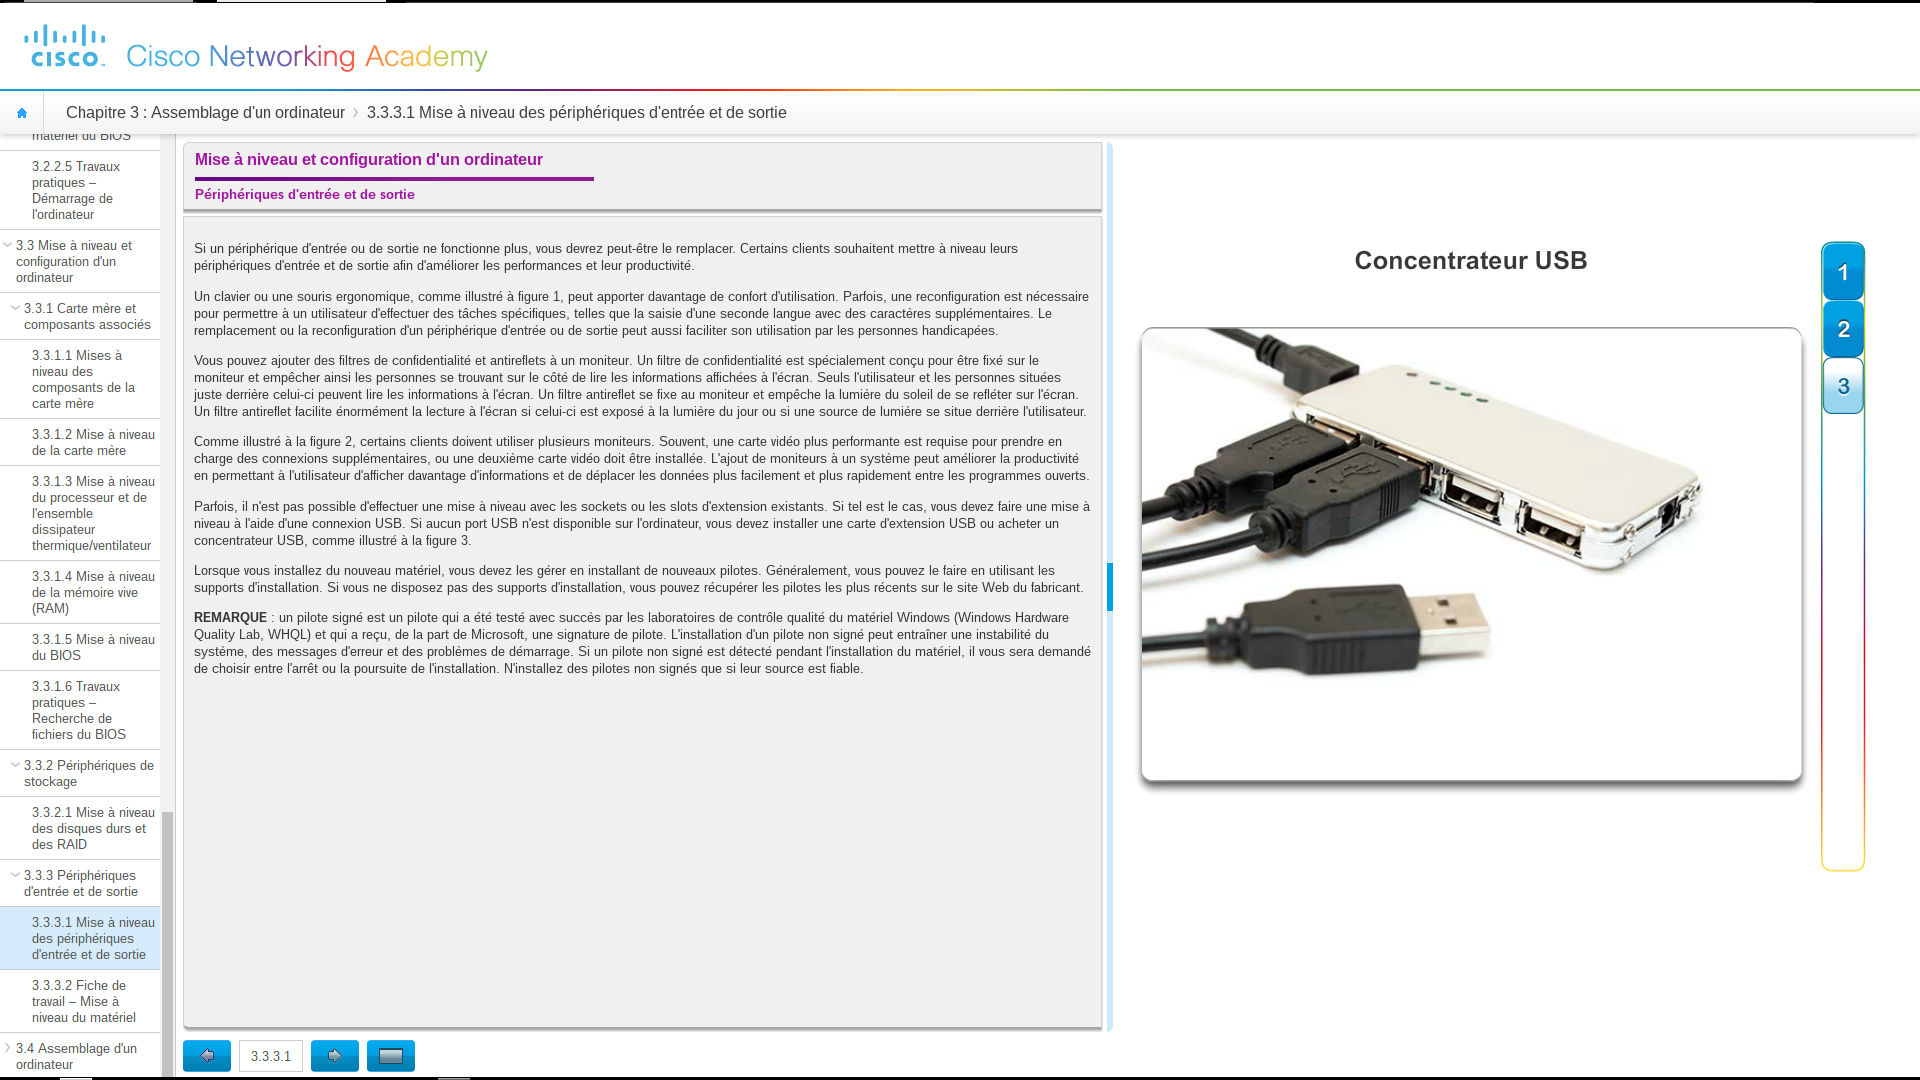 CISCO
Cisco Networking Academy
Chapitre 3 : Assemblage d'un ordinateur
3.3.3.1 Mise à niveau des périphériques d'entrée et de sortie
matériel du BIOS
3.2.2.5 Travaux
pratiques –
Démarrage de
l'ordinateur
3.3 Mise à niveau et
configuration d'un
ordinateur
3.3.1 Carte mère et
composants associés
3.3.1.1 Mises à
niveau des
composants de la
carte mère
3.3.1.2 Mise à niveau
de la carte mère
3.3.1.3 Mise à niveau
du processeur et de
l'ensemble
dissipateur
thermique/ventilateur
3.3.1.4 Mise à niveau
de la mémoire vive
(RAM)
3.3.1.5 Mise à niveau
du BIOS
3.3.1.6 Travaux
pratiques –
Recherche de
fichiers du BIOS
3.3.2 Périphériques de
stockage
3.3.2.1 Mise à niveau
des disques durs et
des RAID
3.3.3 Périphériques
d'entrée et de sortie
3.3.3.1 Mise à niveau
des périphériques
d'entrée et de sortie
3.3.3.2 Fiche de
travail – Mise à
niveau du matériel
3.4 Assemblage d'un
ordinateur
Mise à niveau et configuration d'un ordinateur
Périphériques d'entrée et de sortie
Si un périphérique d'entrée ou de sortie ne fonctionne plus, vous devrez peut-être le remplacer. Certains clients souhaitent mettre à niveau leurs
périphériques d'entrée et de sortie afin d'améliorer les performances et leur productivité.
Un clavier ou une souris ergonomique, comme illustré à figure 1, peut apporter davantage de confort d'utilisation. Parfois, une reconfiguration est nécessaire
pour permettre à un utilisateur d'effectuer des tâches spécifiques, telles que la saisie d'une seconde langue avec des caractères supplémentaires. Le
remplacement ou la reconfiguration d'un périphérique d'entrée ou de sortie peut aussi faciliter son utilisation par les personnes handicapées.
Vous pouvez ajouter des filtres de confidentialité et antireflets à un moniteur. Un filtre de confidentialité est spécialement conçu pour être fixé sur le
moniteur et empêcher ainsi les personnes se trouvant sur le côté de lire les informations affichées à l'écran. Seuls l'utilisateur et les personnes situées
juste derrière celui-ci peuvent lire les informations à l'écran. Un filtre antireflet se fixe au moniteur et empêche la lumière du soleil de se refléter sur l'écran.
Un filtre antireflet facilite énormément la lecture à l'écran si celui-ci est exposé à la lumière du jour ou si une source de lumière se situe derrière l'utilisateur.
Comme illustré à la figure 2, certains clients doivent utiliser plusieurs moniteurs. Souvent, une carte vidéo plus performante est requise pour prendre en
charge des connexions supplémentaires, ou une deuxième carte vidéo doit être installée. L'ajout de moniteurs à un système peut améliorer la productivité
en permettant à l'utilisateur d'afficher davantage d'informations et de déplacer les données plus facilement et plus rapidement entre les programmes ouverts.
Parfois, il n'est pas possible d'effectuer une mise à niveau avec les sockets ou les slots d'extension existants. Si tel est le cas, vous devez faire une mise à
niveau à l'aide d'une connexion USB. Si aucun port USB n'est disponible sur l'ordinateur, vous devez installer une carte d'extension USB ou acheter un
concentrateur USB, comme illustré à la figure 3.
Lorsque vous installez du nouveau matériel, vous devez les gérer en installant de nouveaux pilotes. Généralement, vous pouvez le faire en utilisant les
supports d'installation. Si vous ne disposez pas des supports d'installation, vous pouvez récupérer les pilotes les plus récents sur le site Web du fabricant.
REMARQUE : un pilote signé est un pilote qui a été testé avec succès par les laboratoires de contrôle qualité du matériel Windows (Windows Hardware
Quality Lab, WHQL) et qui a reçu, de la part de Microsoft, une signature de pilote. L'installation d'un pilote non signé peut entraîner une instabilité du
système, des messages d'erreur et des problèmes de démarrage. Si un pilote non signé est détecté pendant l'installation du matériel, il vous sera demandé
de choisir entre l'arrêt ou la poursuite de l'installation. N'installez des pilotes non signés que si leur source est fiable.
3.3.3.1
Concentrateur USB
1
2
3